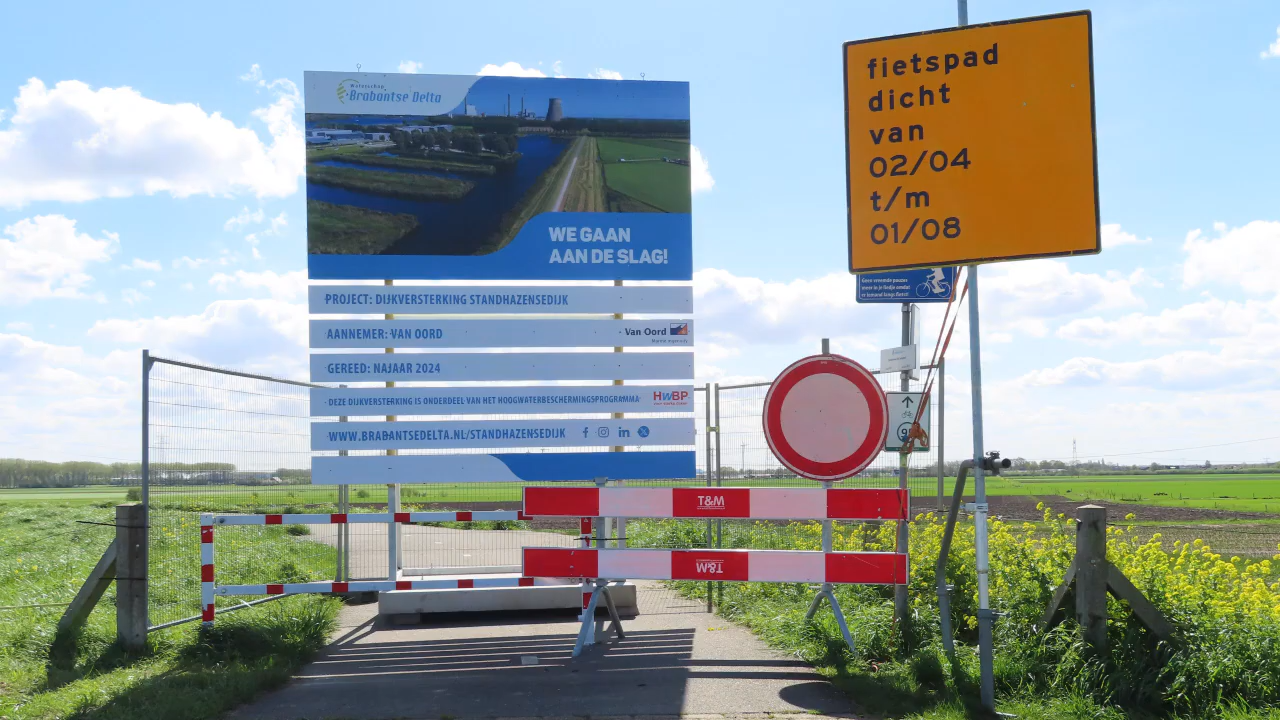 Waterschap
Brabantse Delta
WE GAAN
AAN DE SLAG!
PROJECT: DIJKVERSTERKING STANDHAZENSEDIJK
AANNEMER: VAN OORD
Van Oord
GEREED: NAJAAR 2024
DEZE DIJKVERSTERKING IS ONDERDEEL VAN HET HOOGWATERBESCHERMINGSPROGRAMMA
HWBP
WWW.BRABANTSEDELTA.NL/STANDHAZENSEDIJK
fietspad
dicht
van
02/04
t/m
01/08
T&M
T&M